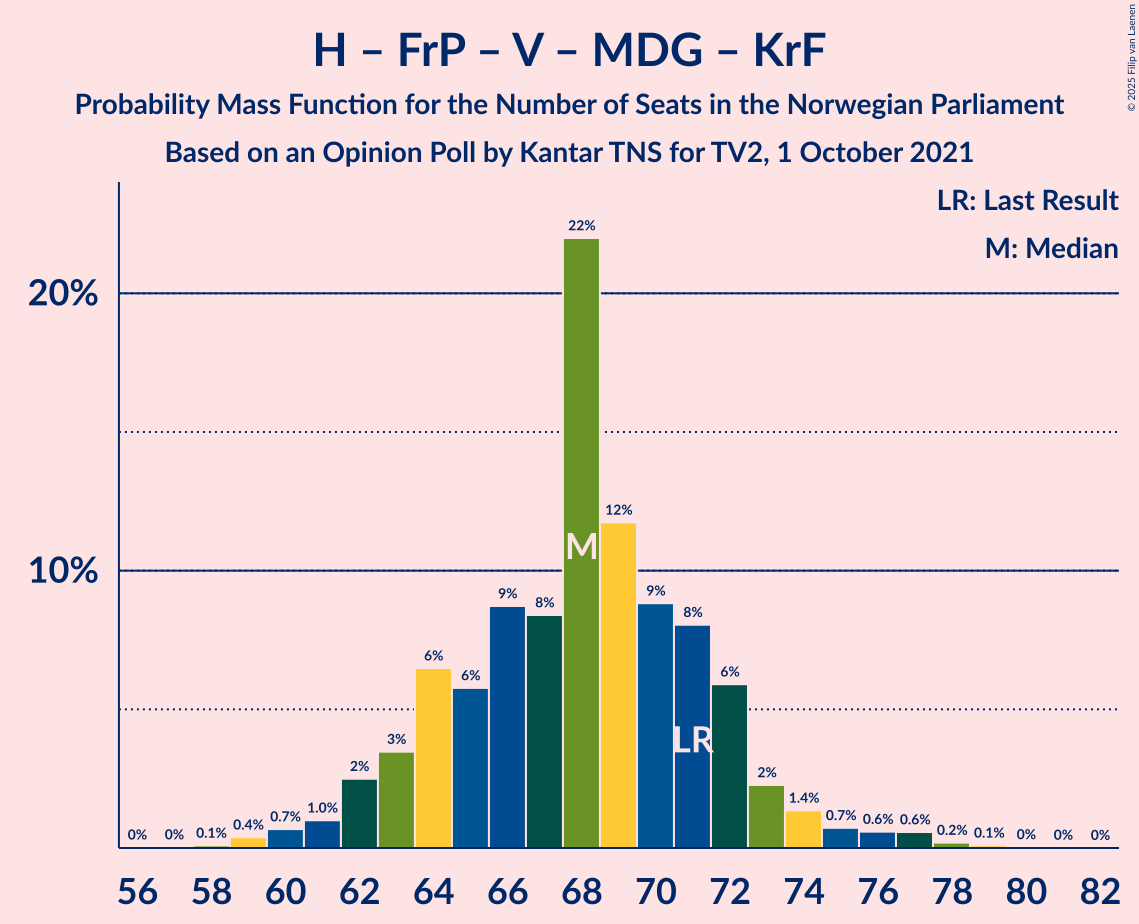 H – FrP – V – MDG – KrF
Probability Mass Function for the Number of Seats in the Norwegian Parliament
Based on an Opinion Poll by Kantar TNS for TV2, 1 October 2021
© 2025 Filip van Laenen
LR: Last Result
M: Median
20%
10%
0% 0% 0.1% 0.4% 0.7% 1.0% 2% 3% 6% 6% 9% 8% 22% 12% 9% 8% 6% 2% 1.4% 0.7% 0.6% 0.6% 0.2% 0.1% 0% 0% 0%
M
LR
56 58 60 62 64 66 68 70 72 74 76 78 80 82